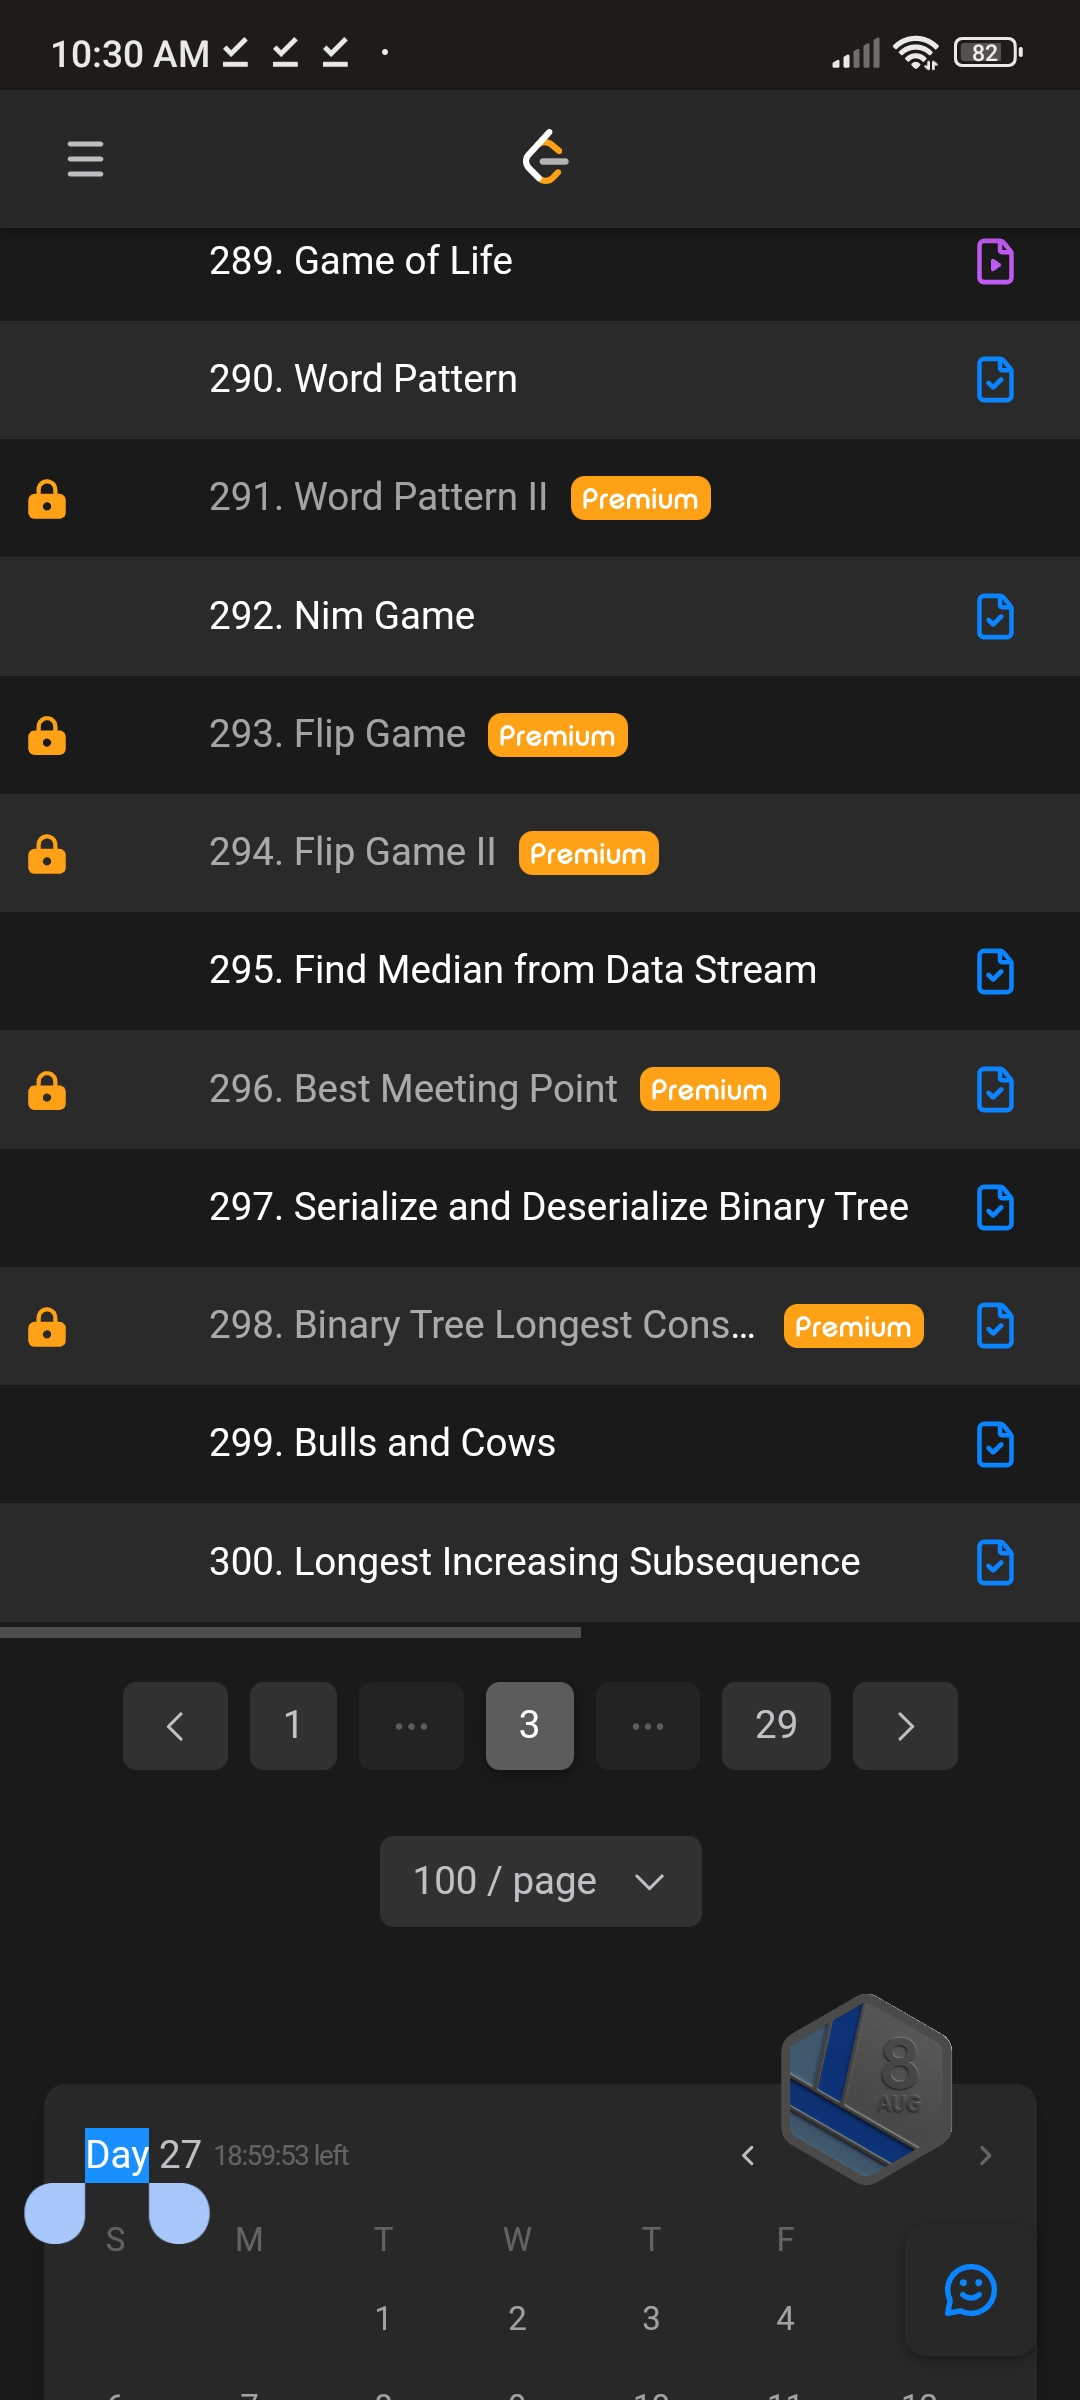 10:30 AM
82
289. Game of Life
290. Word Pattern
291. Word Pattern II Premium
292. Nim Game
293. Flip Game Premium
294. Flip Game II Premium
295. Find Median from Data Stream
296. Best Meeting Point Premium
297. Serialize and Deserialize Binary Tree
298. Binary Tree Longest Cons... Premium
299. Bulls and Cows
300. Longest Increasing Subsequence
1 ... 3 ... 29
100 / page
8
AUG
Day 27 18:59:53 left
S M T W T F
1 2 3 4